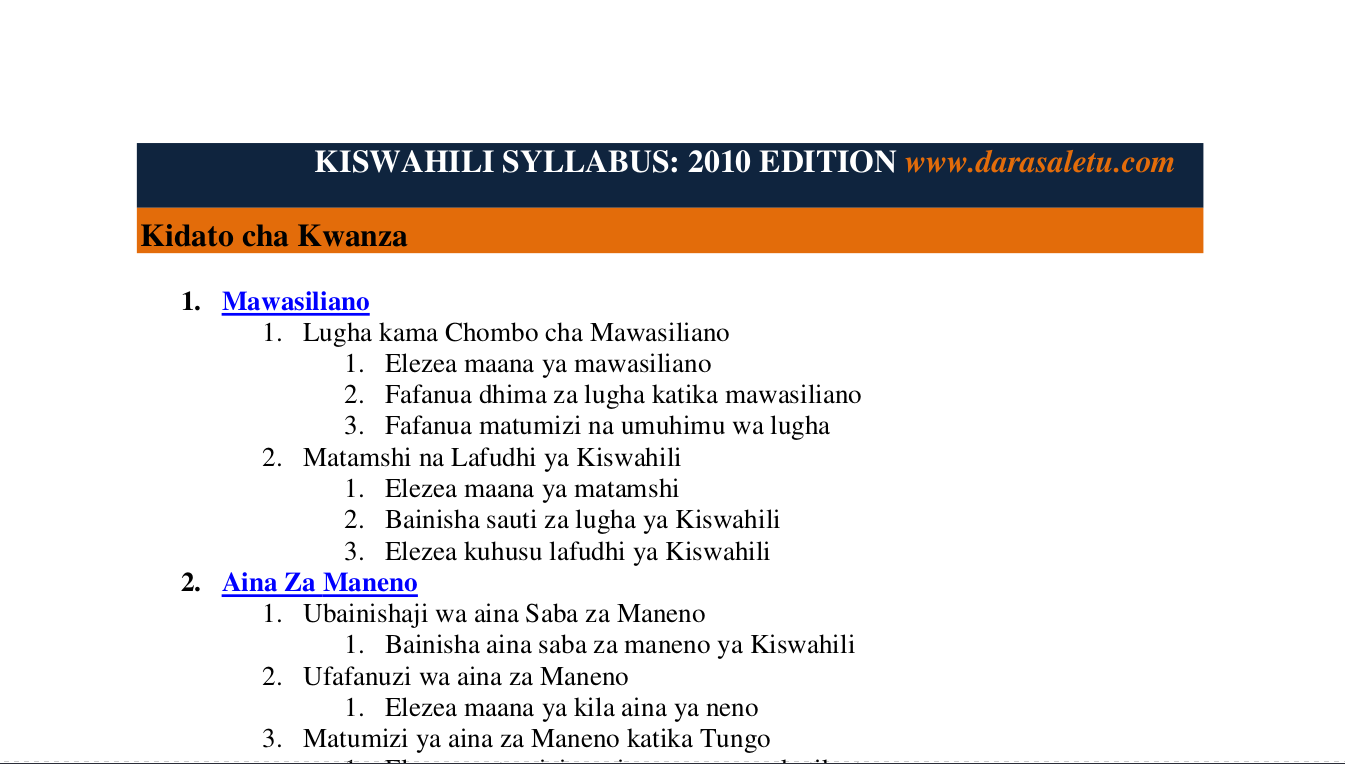 KISWAHILI SYLLABUS: 2010 EDITION www.darasaletu.com
Kidato cha Kwanza
1. Mawasiliano
1. Lugha kama Chombo cha Mawasiliano
1. Elezea maana ya mawasiliano
2. Fafanua dhima za lugha katika mawasiliano
3. Fafanua matumizi na umuhimu wa lugha
2. Matamshi na Lafudhi ya Kiswahili
1. Elezea maana ya matamshi
2. Bainisha sauti za lugha ya Kiswahili
3. Elezea kuhusu lafudhi ya Kiswahili
2. Aina Za Maneno
1. Ubainishaji wa aina Saba za Maneno
1. Bainisha aina saba za maneno ya Kiswahili
2. Ufafanuzi wa aina za Maneno
1. Elezea maana ya kila aina ya neno
3. Matumizi ya aina za Maneno katika Tungo